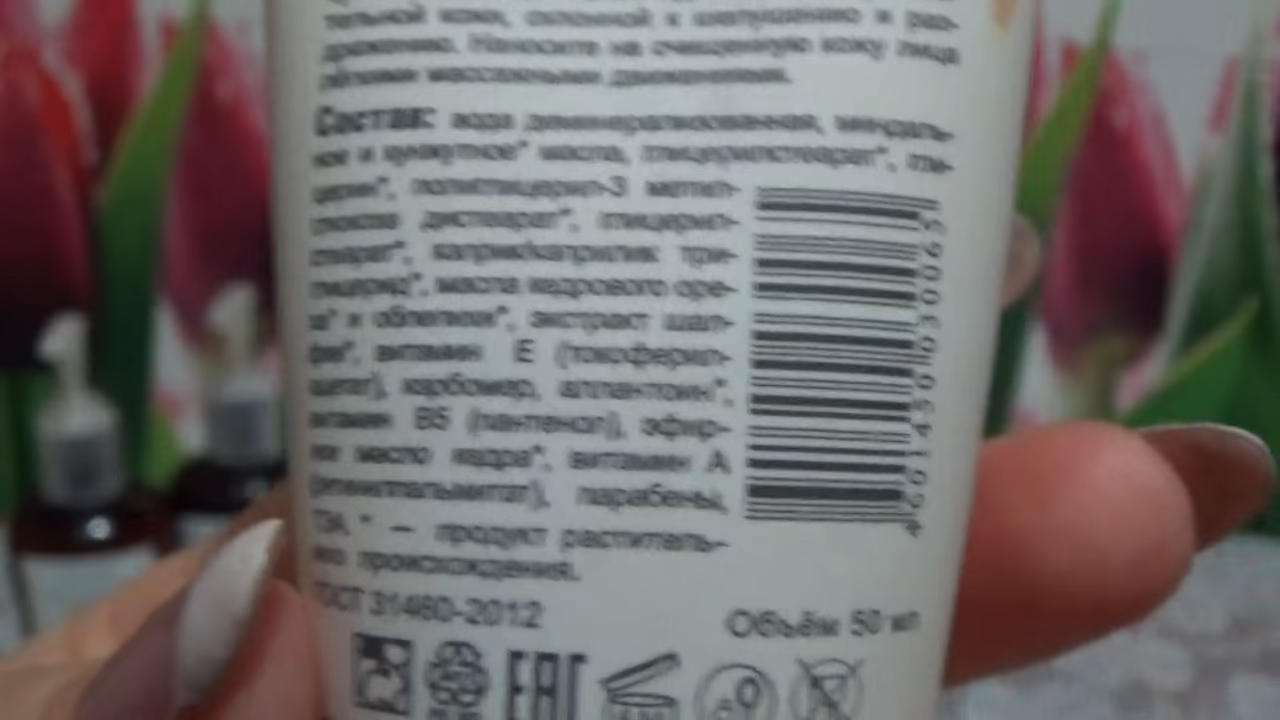 тельной кожи, склонной к шелушению и раз-
дражению. Наносите на очищенную кожу лица
лёгкими массажными движениями.
Состав: вода деминерализованная, миндаль-
ное и кунжутное* масла, глицерилстеарат*, гли-
церин*, полиглицерил-3 метил-
глюкоза дистеарат*, глицерил-
стеарат*, каприк/каприлик три-
глицерид*, масла кедрового оре-
ха* и облепихи*, экстракт шал-
фея*, витамин Е (токоферил-
ацетат), карбомер, аллантоин*,
витамин В5 (пантенол), эфир-
ное масло кедра*, витамин А
(ретинилпальмитат), парабены,
ТЭА, * — продукт раститель-
ного происхождения.
ГОСТ 31460-2012
Объём 50 мл
EAC